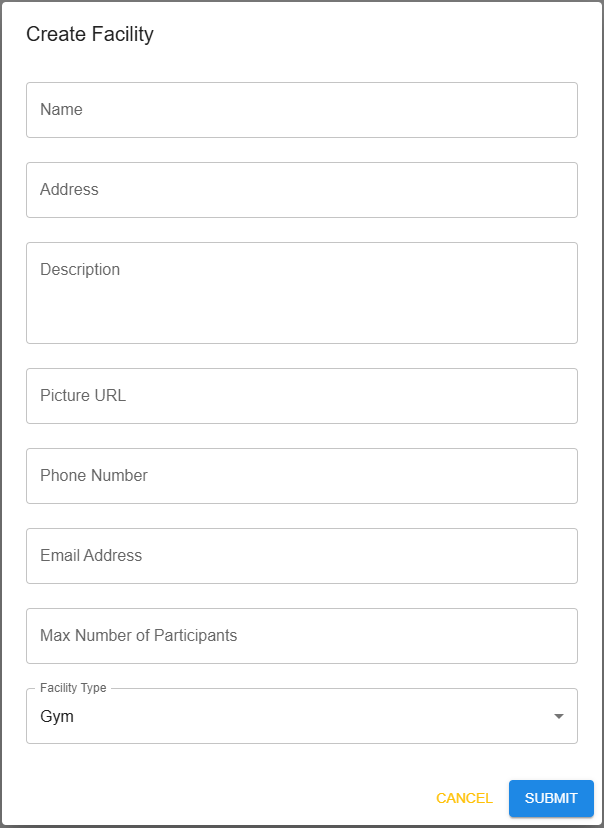 Create Facility
Name
Address
Description
Picture URL
Phone Number
Email Address
Max Number of Participants
Facility Type
Gym
CANCEL SUBMIT